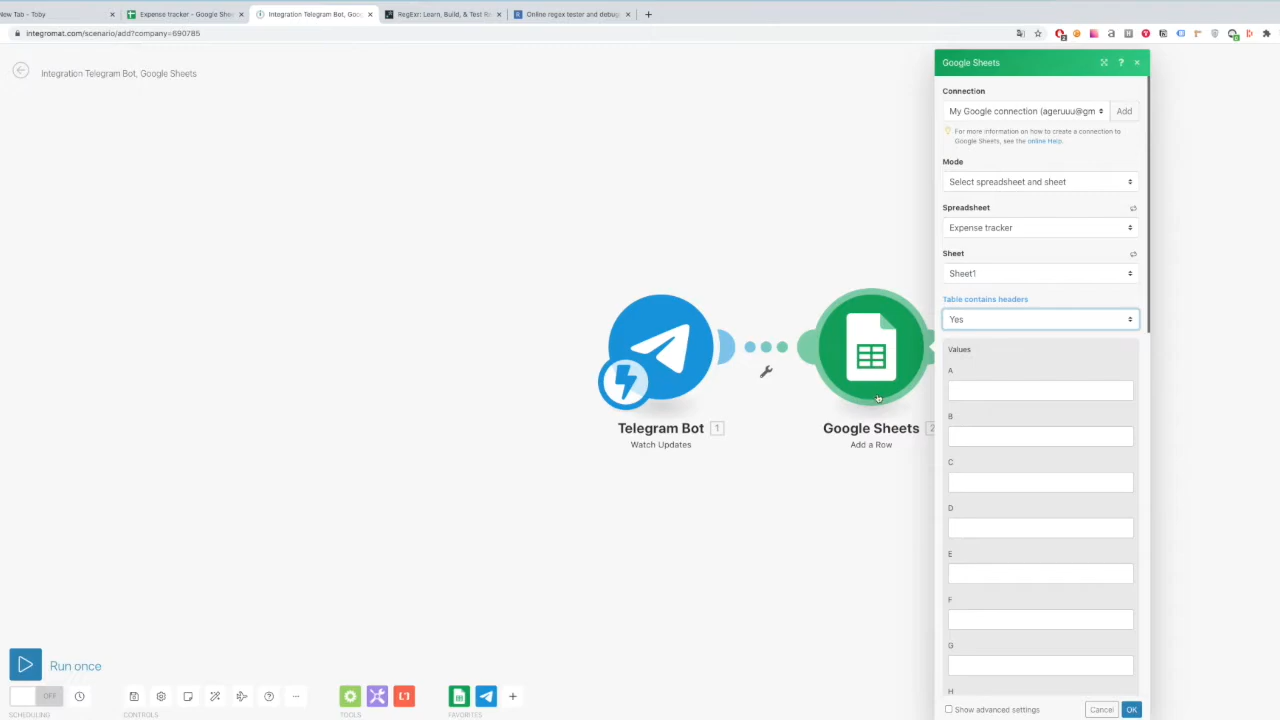 New Tab - Toby
Expense tracker - Google Shee
Integration Telegram Bot, Goo
RegExr: Learn, Build, & Test R
Online regex tester and debug
integromat.com/scenario/add?company=690785
Integration Telegram Bot, Google Sheets
Google Sheets
Connection
My Google connection (ageruuu@gm
Add
For more information on how to create a connection to
Google Sheets, see the online Help.
Mode
Select spreadsheet and sheet
Spreadsheet
Expense tracker
Sheet
Sheet1
Table contains headers
Yes
Values
A
B
C
D
E
F
G
H
Telegram Bot 1
Watch Updates
Google Sheets 2
Add a Row
Run once
OFF
SCHEDULING
CONTROLS
TOOLS
FAVORITES
Show advanced settings
Cancel
OK